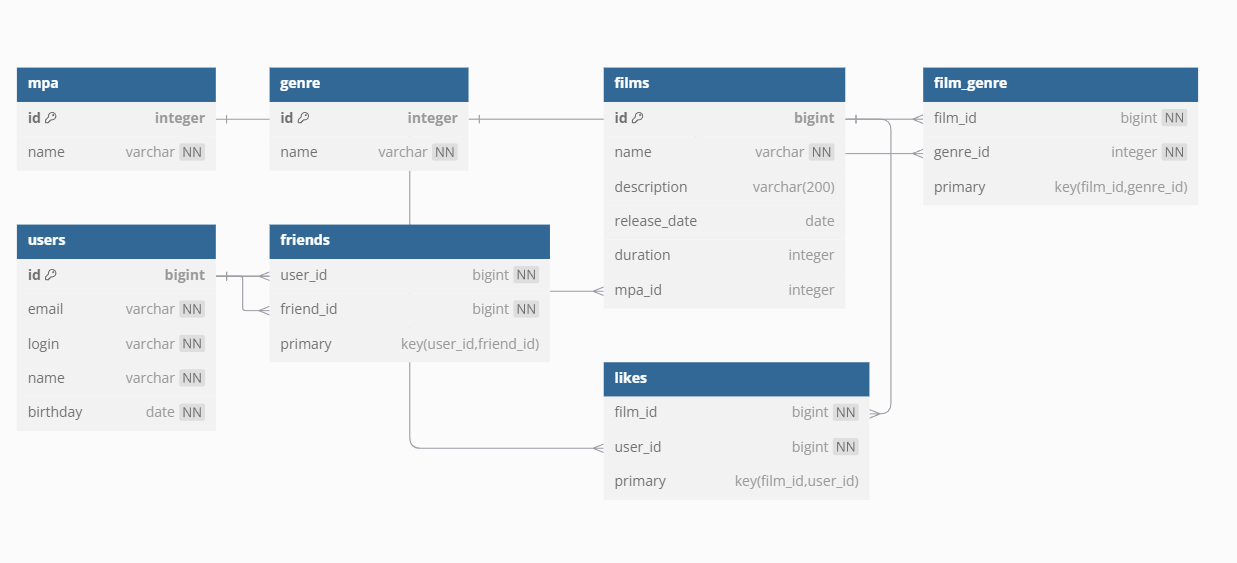 mpa
id integer
name varchar NN
genre
id integer
name varchar NN
films
id bigint
name varchar NN
description varchar(200)
release_date date
duration integer
mpa_id integer
film_genre
film_id bigint NN
genre_id integer NN
primary key(film_id,genre_id)
users
id bigint
email varchar NN
login varchar NN
name varchar NN
birthday date NN
friends
user_id bigint NN
friend_id bigint NN
primary key(user_id,friend_id)
likes
film_id bigint NN
user_id bigint NN
primary key(film_id,user_id)